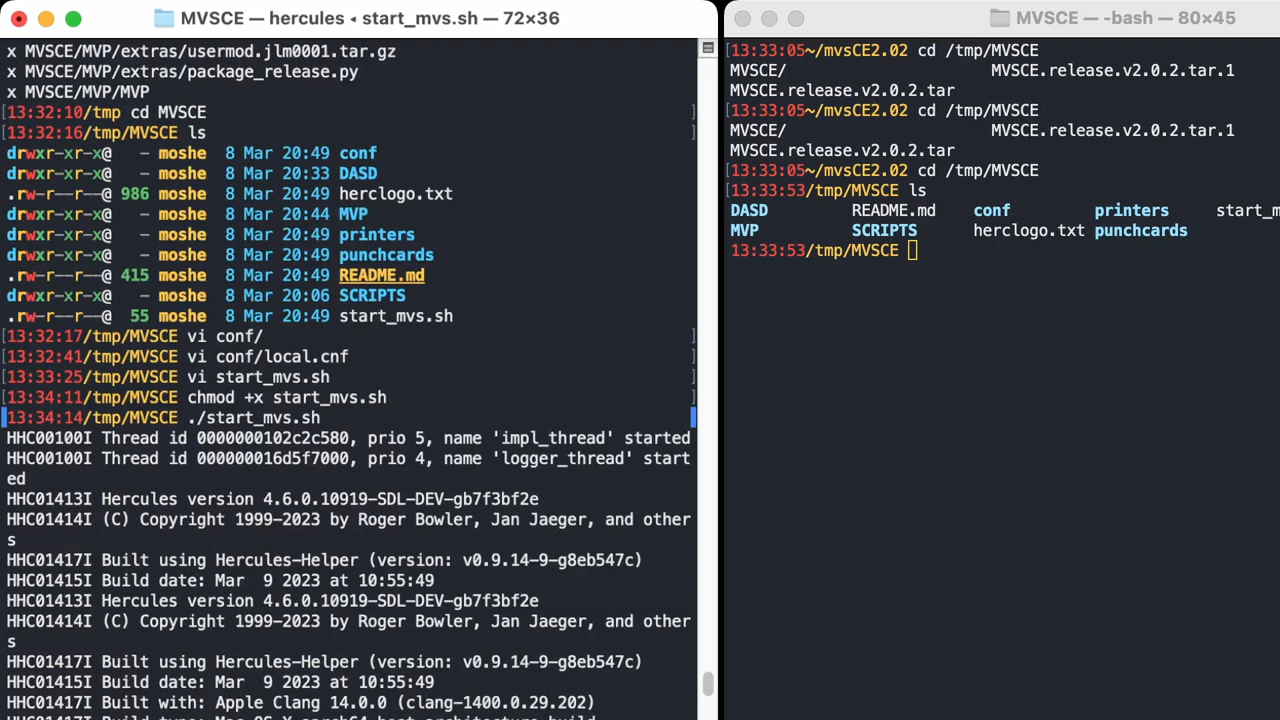 MVSCE — hercules ◂ start_mvs.sh — 72×36
x MVSCE/MVP/extras/usermod.jlm0001.tar.gz
x MVSCE/MVP/extras/package_release.py
x MVSCE/MVP/MVP
[13:32:10/tmp cd MVSCE ]
[13:32:16/tmp/MVSCE ls ]
drwxr-xr-x@ - moshe 8 Mar 20:49 conf
drwxr-xr-x@ - moshe 8 Mar 20:33 DASD
.rw-r--r--@ 986 moshe 8 Mar 20:49 herclogo.txt
drwxr-xr-x@ - moshe 8 Mar 20:44 MVP
drwxr-xr-x@ - moshe 8 Mar 20:49 printers
drwxr-xr-x@ - moshe 8 Mar 20:49 punchcards
.rw-r--r--@ 415 moshe 8 Mar 20:49 README.md
drwxr-xr-x@ - moshe 8 Mar 20:06 SCRIPTS
.rw-r--r--@ 55 moshe 8 Mar 20:49 start_mvs.sh
[13:32:17/tmp/MVSCE vi conf/ ]
[13:32:41/tmp/MVSCE vi conf/local.cnf ]
[13:33:25/tmp/MVSCE vi start_mvs.sh ]
[13:34:11/tmp/MVSCE chmod +x start_mvs.sh ]
13:34:14/tmp/MVSCE ./start_mvs.sh
HHC00100I Thread id 0000000102c2c580, prio 5, name 'impl_thread' started
HHC00100I Thread id 000000016d5f7000, prio 4, name 'logger_thread' start
ed
HHC01413I Hercules version 4.6.0.10919-SDL-DEV-gb7f3bf2e
HHC01414I (C) Copyright 1999-2023 by Roger Bowler, Jan Jaeger, and other
s
HHC01417I Built using Hercules-Helper (version: v0.9.14-9-g8eb547c)
HHC01415I Build date: Mar  9 2023 at 10:55:49
HHC01413I Hercules version 4.6.0.10919-SDL-DEV-gb7f3bf2e
HHC01414I (C) Copyright 1999-2023 by Roger Bowler, Jan Jaeger, and other
s
HHC01417I Built using Hercules-Helper (version: v0.9.14-9-g8eb547c)
HHC01415I Build date: Mar  9 2023 at 10:55:49
HHC01417I Built with: Apple Clang 14.0.0 (clang-1400.0.29.202)
MVSCE — -bash — 80×45
[13:33:05~/mvsCE2.02 cd /tmp/MVSCE
MVSCE/ MVSCE.release.v2.0.2.tar.1
MVSCE.release.v2.0.2.tar
[13:33:05~/mvsCE2.02 cd /tmp/MVSCE
MVSCE/ MVSCE.release.v2.0.2.tar.1
MVSCE.release.v2.0.2.tar
[13:33:05~/mvsCE2.02 cd /tmp/MVSCE
[13:33:53/tmp/MVSCE ls
DASD README.md conf printers start_m
MVP SCRIPTS herclogo.txt punchcards
13:33:53/tmp/MVSCE